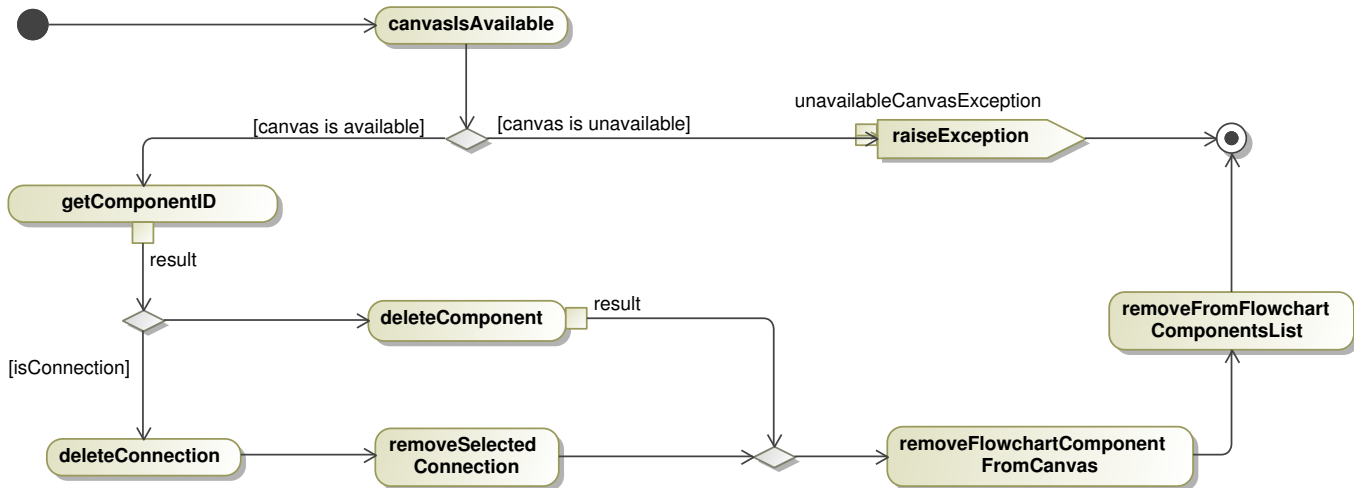 canvasIsAvailable
unavailableCanvasException
[canvas is available]
[canvas is unavailable]
raiseException
getComponentID
result
result
deleteComponent
removeFromFlowchart
ComponentsList
[isConnection]
deleteConnection
removeSelected
Connection
removeFlowchartComponent
FromCanvas